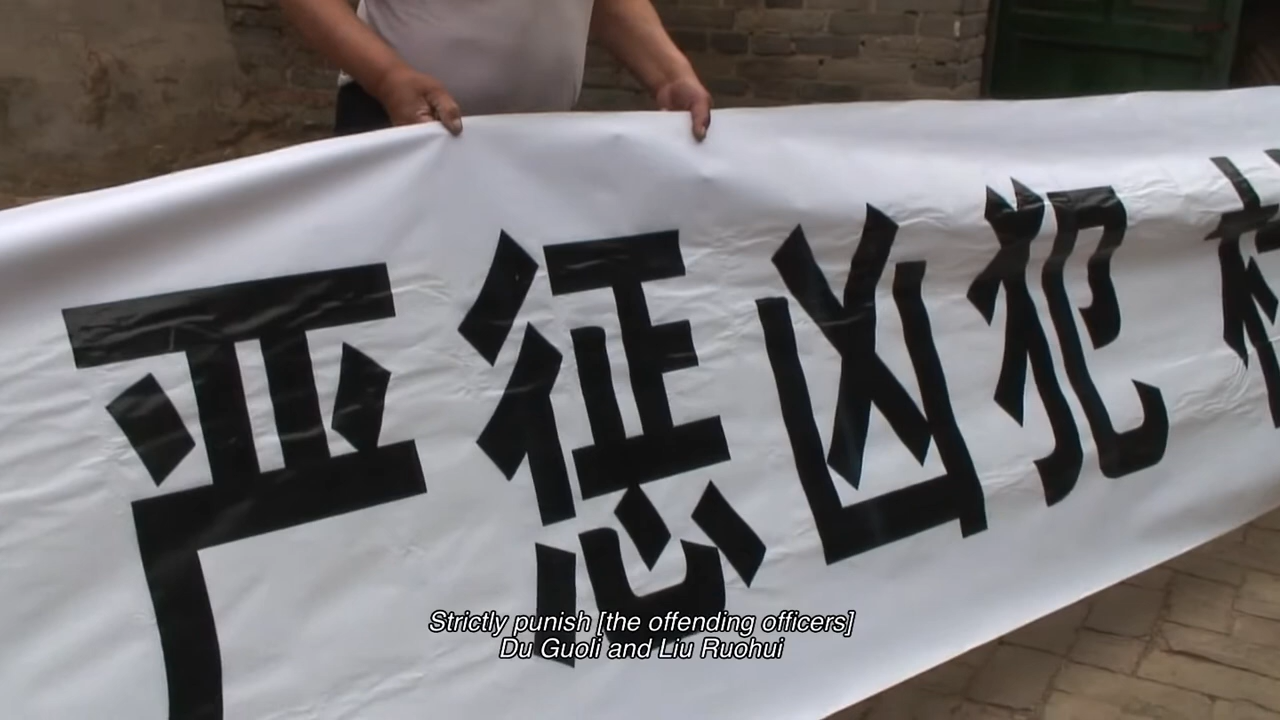 严惩凶犯
Strictly punish [the offending officers]
Du Guoli and Liu Ruohui